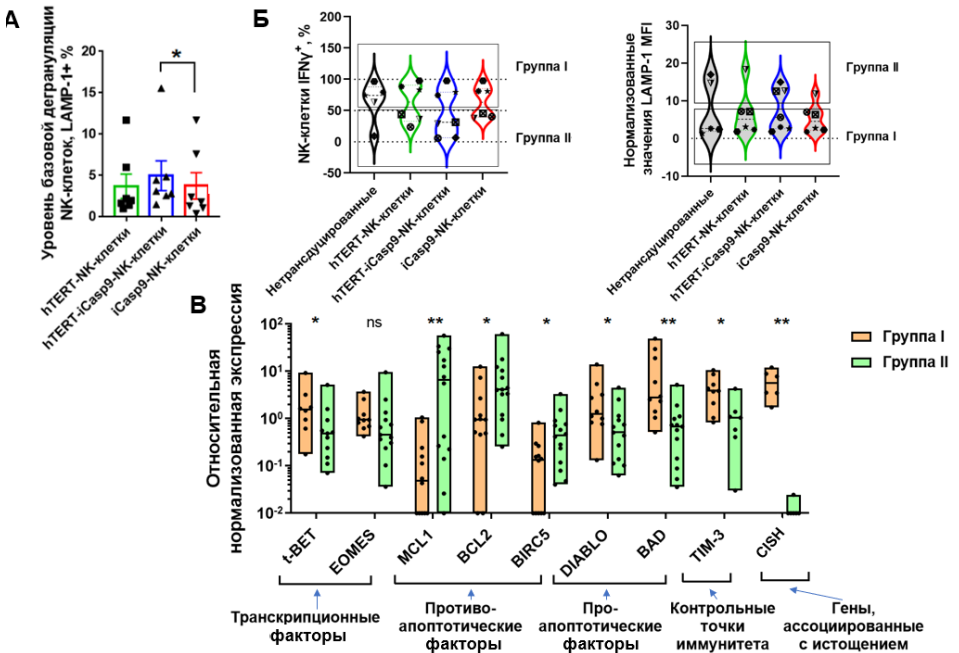 А
Уровень базовой дегрануляции
NK-клеток, LAMP-1+ %
20
15
10
5
0
*
hTERT-NK-клетки
hTERT-iCasp9-NK-клетки
iCasp9-NK-клетки
Б
NK-клетки IFNγ⁺, %
150
100
50
0
-50
Группа I
Группа II
Нетрансдуцированные
hTERT-NK-клетки
hTERT-iCasp9-NK-клетки
iCasp9-NK-клетки
Нормализованные
значения LAMP-1 MFI
30
20
10
0
-10
Группа II
Группа I
Нетрансдуцированные
hTERT-NK-клетки
hTERT-iCasp9-NK-клетки
iCasp9-NK-клетки
В
Относительная
нормализованная экспрессия
10²
10¹
10⁰
10⁻¹
10⁻²
* ns ** * * * ** * **
Группа I
Группа II
t-BET EOMES MCL1 BCL2 BIRC5 DIABLO BAD TIM-3 CISH
Транскрипционные
факторы
Противо-
апоптотические
факторы
Про-
апоптотические
факторы
Контрольные
точки
иммунитета
Гены,
ассоциированные
с истощением